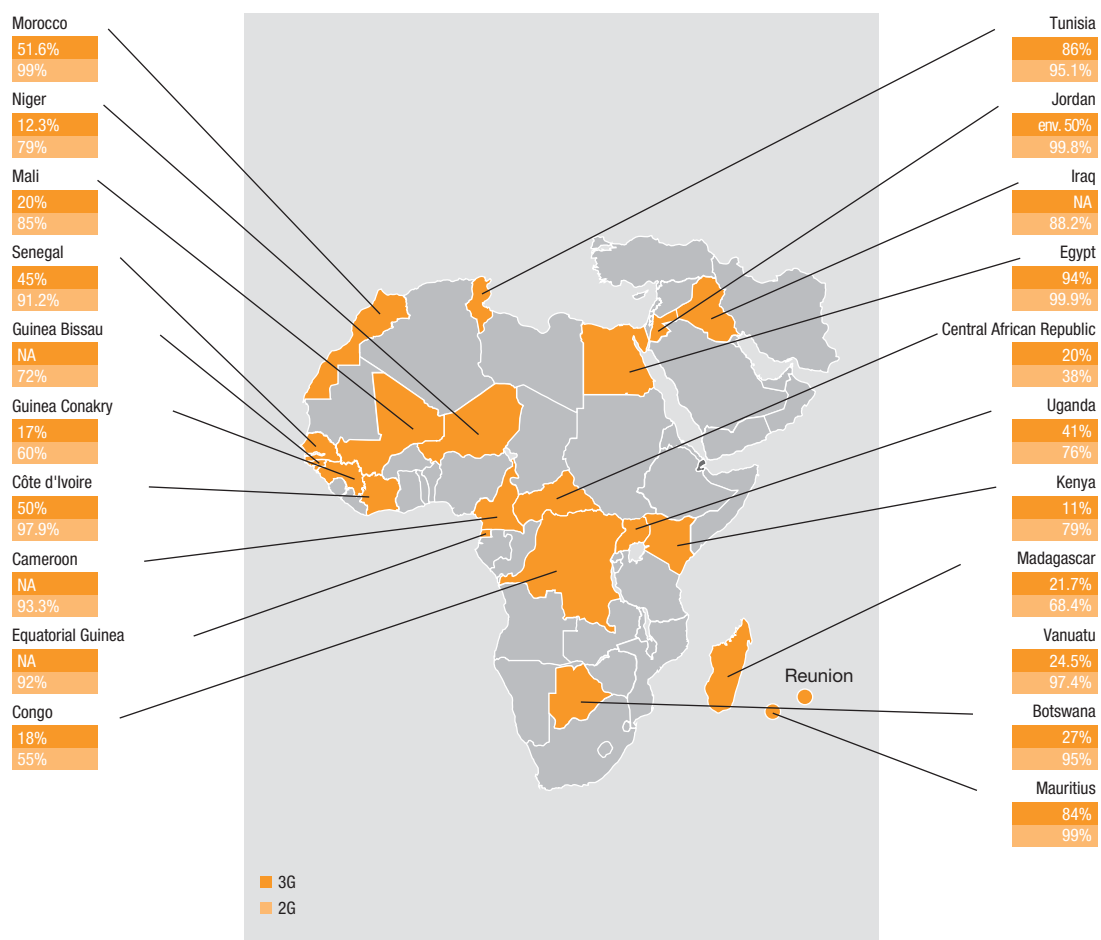 Morocco
51.6%
99%
Niger
12.3%
79%
Mali
20%
85%
Senegal
45%
91.2%
Guinea Bissau
NA
72%
Guinea Conakry
17%
60%
Côte d'Ivoire
50%
97.9%
Cameroon
NA
93.3%
Equatorial Guinea
NA
92%
Congo
18%
55%
Tunisia
86%
95.1%
Jordan
env. 50%
99.8%
Iraq
NA
88.2%
Egypt
94%
99.9%
Central African Republic
20%
38%
Uganda
41%
76%
Kenya
11%
79%
Madagascar
21.7%
68.4%
Vanuatu
24.5%
97.4%
Botswana
27%
95%
Mauritius
84%
99%
Reunion
3G
2G